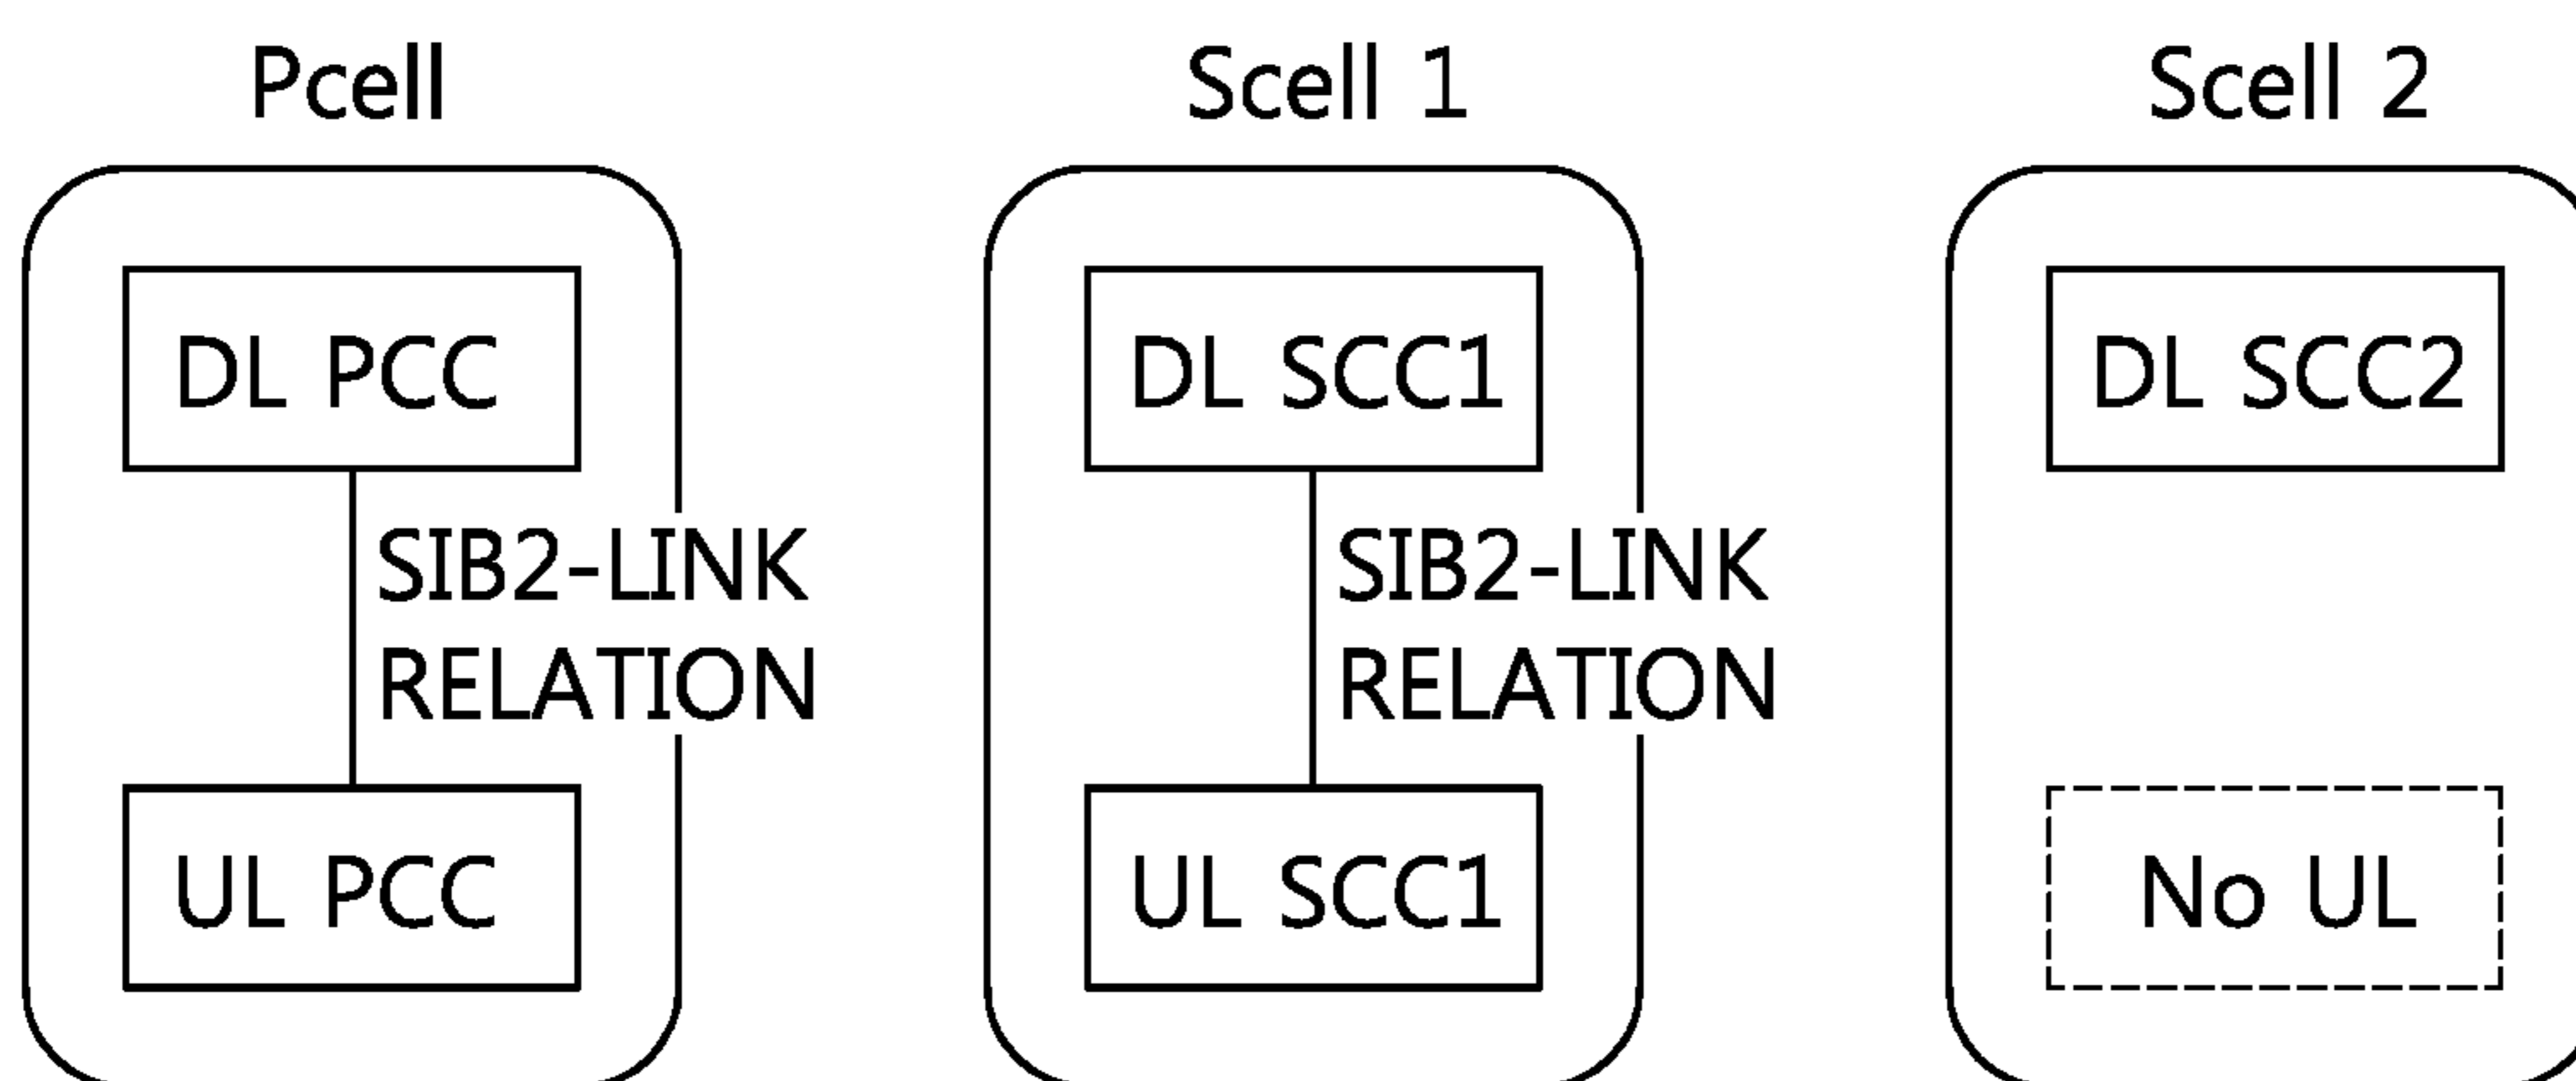 Pcell
DL PCC
SIB2-LINK
RELATION
UL PCC
Scell 1
DL SCC1
SIB2-LINK
RELATION
UL SCC1
Scell 2
DL SCC2
No UL